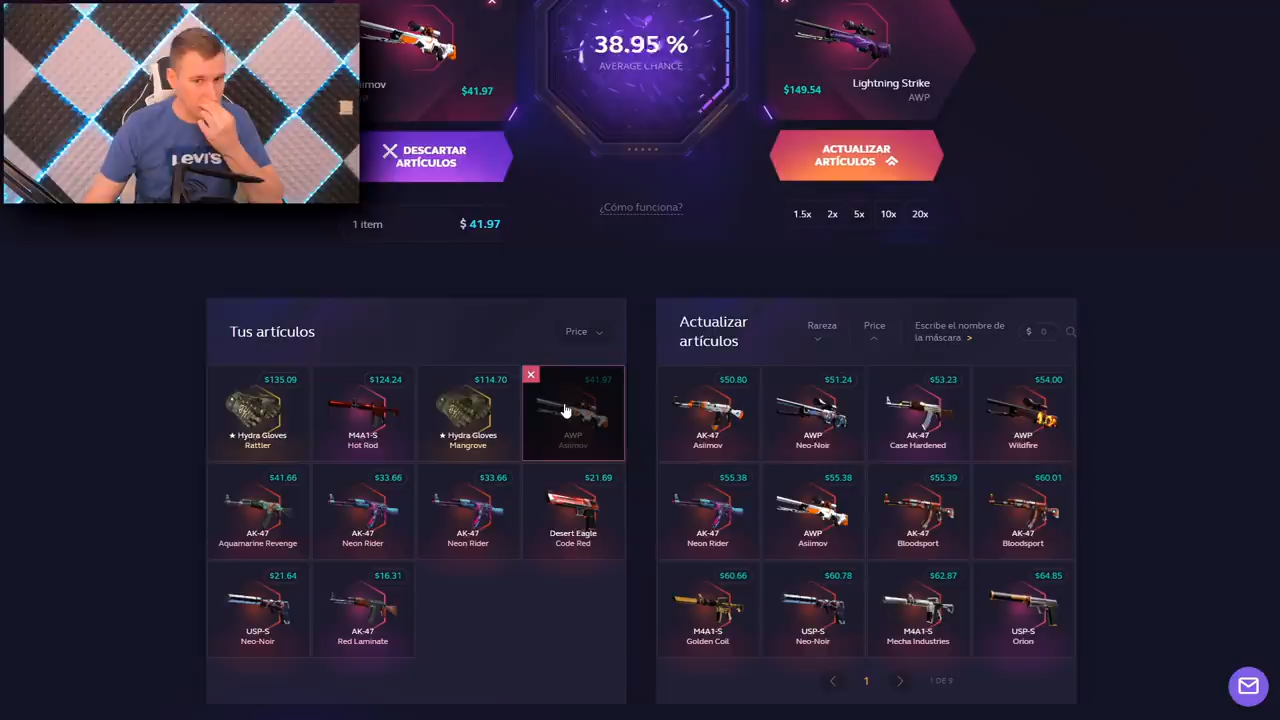 LEVI'S
$41.97
38.95 %
AVERAGE CHANCE
$149.54
Lightning Strike
AWP
DESCARTAR
ARTÍCULOS
ACTUALIZAR
ARTÍCULOS
1 item
$ 41.97
¿Cómo funciona?
1.5x 2x 5x 10x 20x
Tus artículos
Price
$135.09
★ Hydra Gloves
Rattler
$124.24
M4A1-S
Hot Rod
$114.70
★ Hydra Gloves
Mangrove
$41.97
AWP
Asiimov
$41.66
AK-47
Aquamarine Revenge
$33.66
AK-47
Neon Rider
$33.66
AK-47
Neon Rider
$21.69
Desert Eagle
Code Red
$21.64
USP-S
Neo-Noir
$16.31
AK-47
Red Laminate
Actualizar
artículos
Rareza
Price
Escribe el nombre de
la máscara >
$ 0
$50.80
AK-47
Asiimov
$51.24
AWP
Neo-Noir
$53.23
AK-47
Case Hardened
$54.00
AWP
Wildfire
$55.38
AK-47
Neon Rider
$55.38
AWP
Asiimov
$55.39
AK-47
Bloodsport
$60.01
AK-47
Bloodsport
$60.66
M4A1-S
Golden Coil
$60.78
USP-S
Neo-Noir
$62.87
M4A1-S
Mecha Industries
$64.85
USP-S
Orion
1
1 DE 9